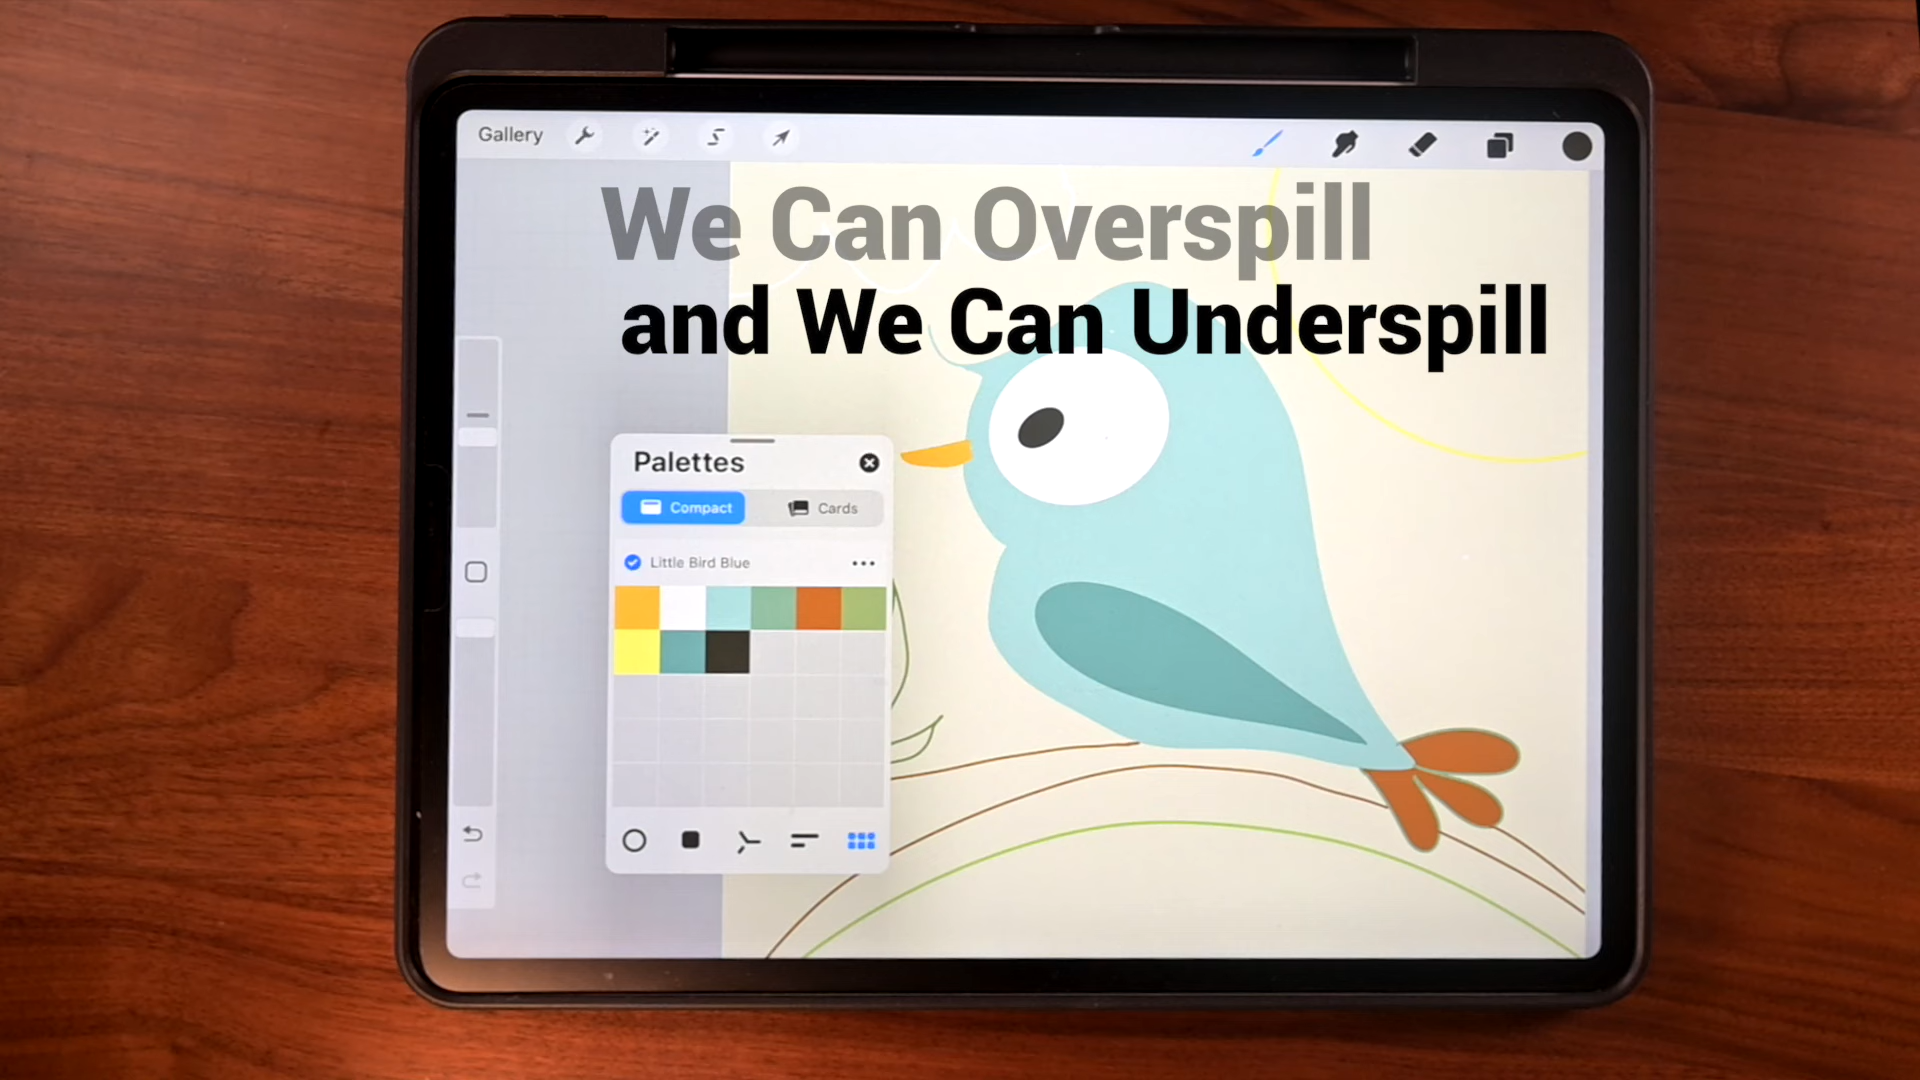 Gallery
We Can Overspill
and We Can Underspill
Palettes
Compact
Cards
Little Bird Blue